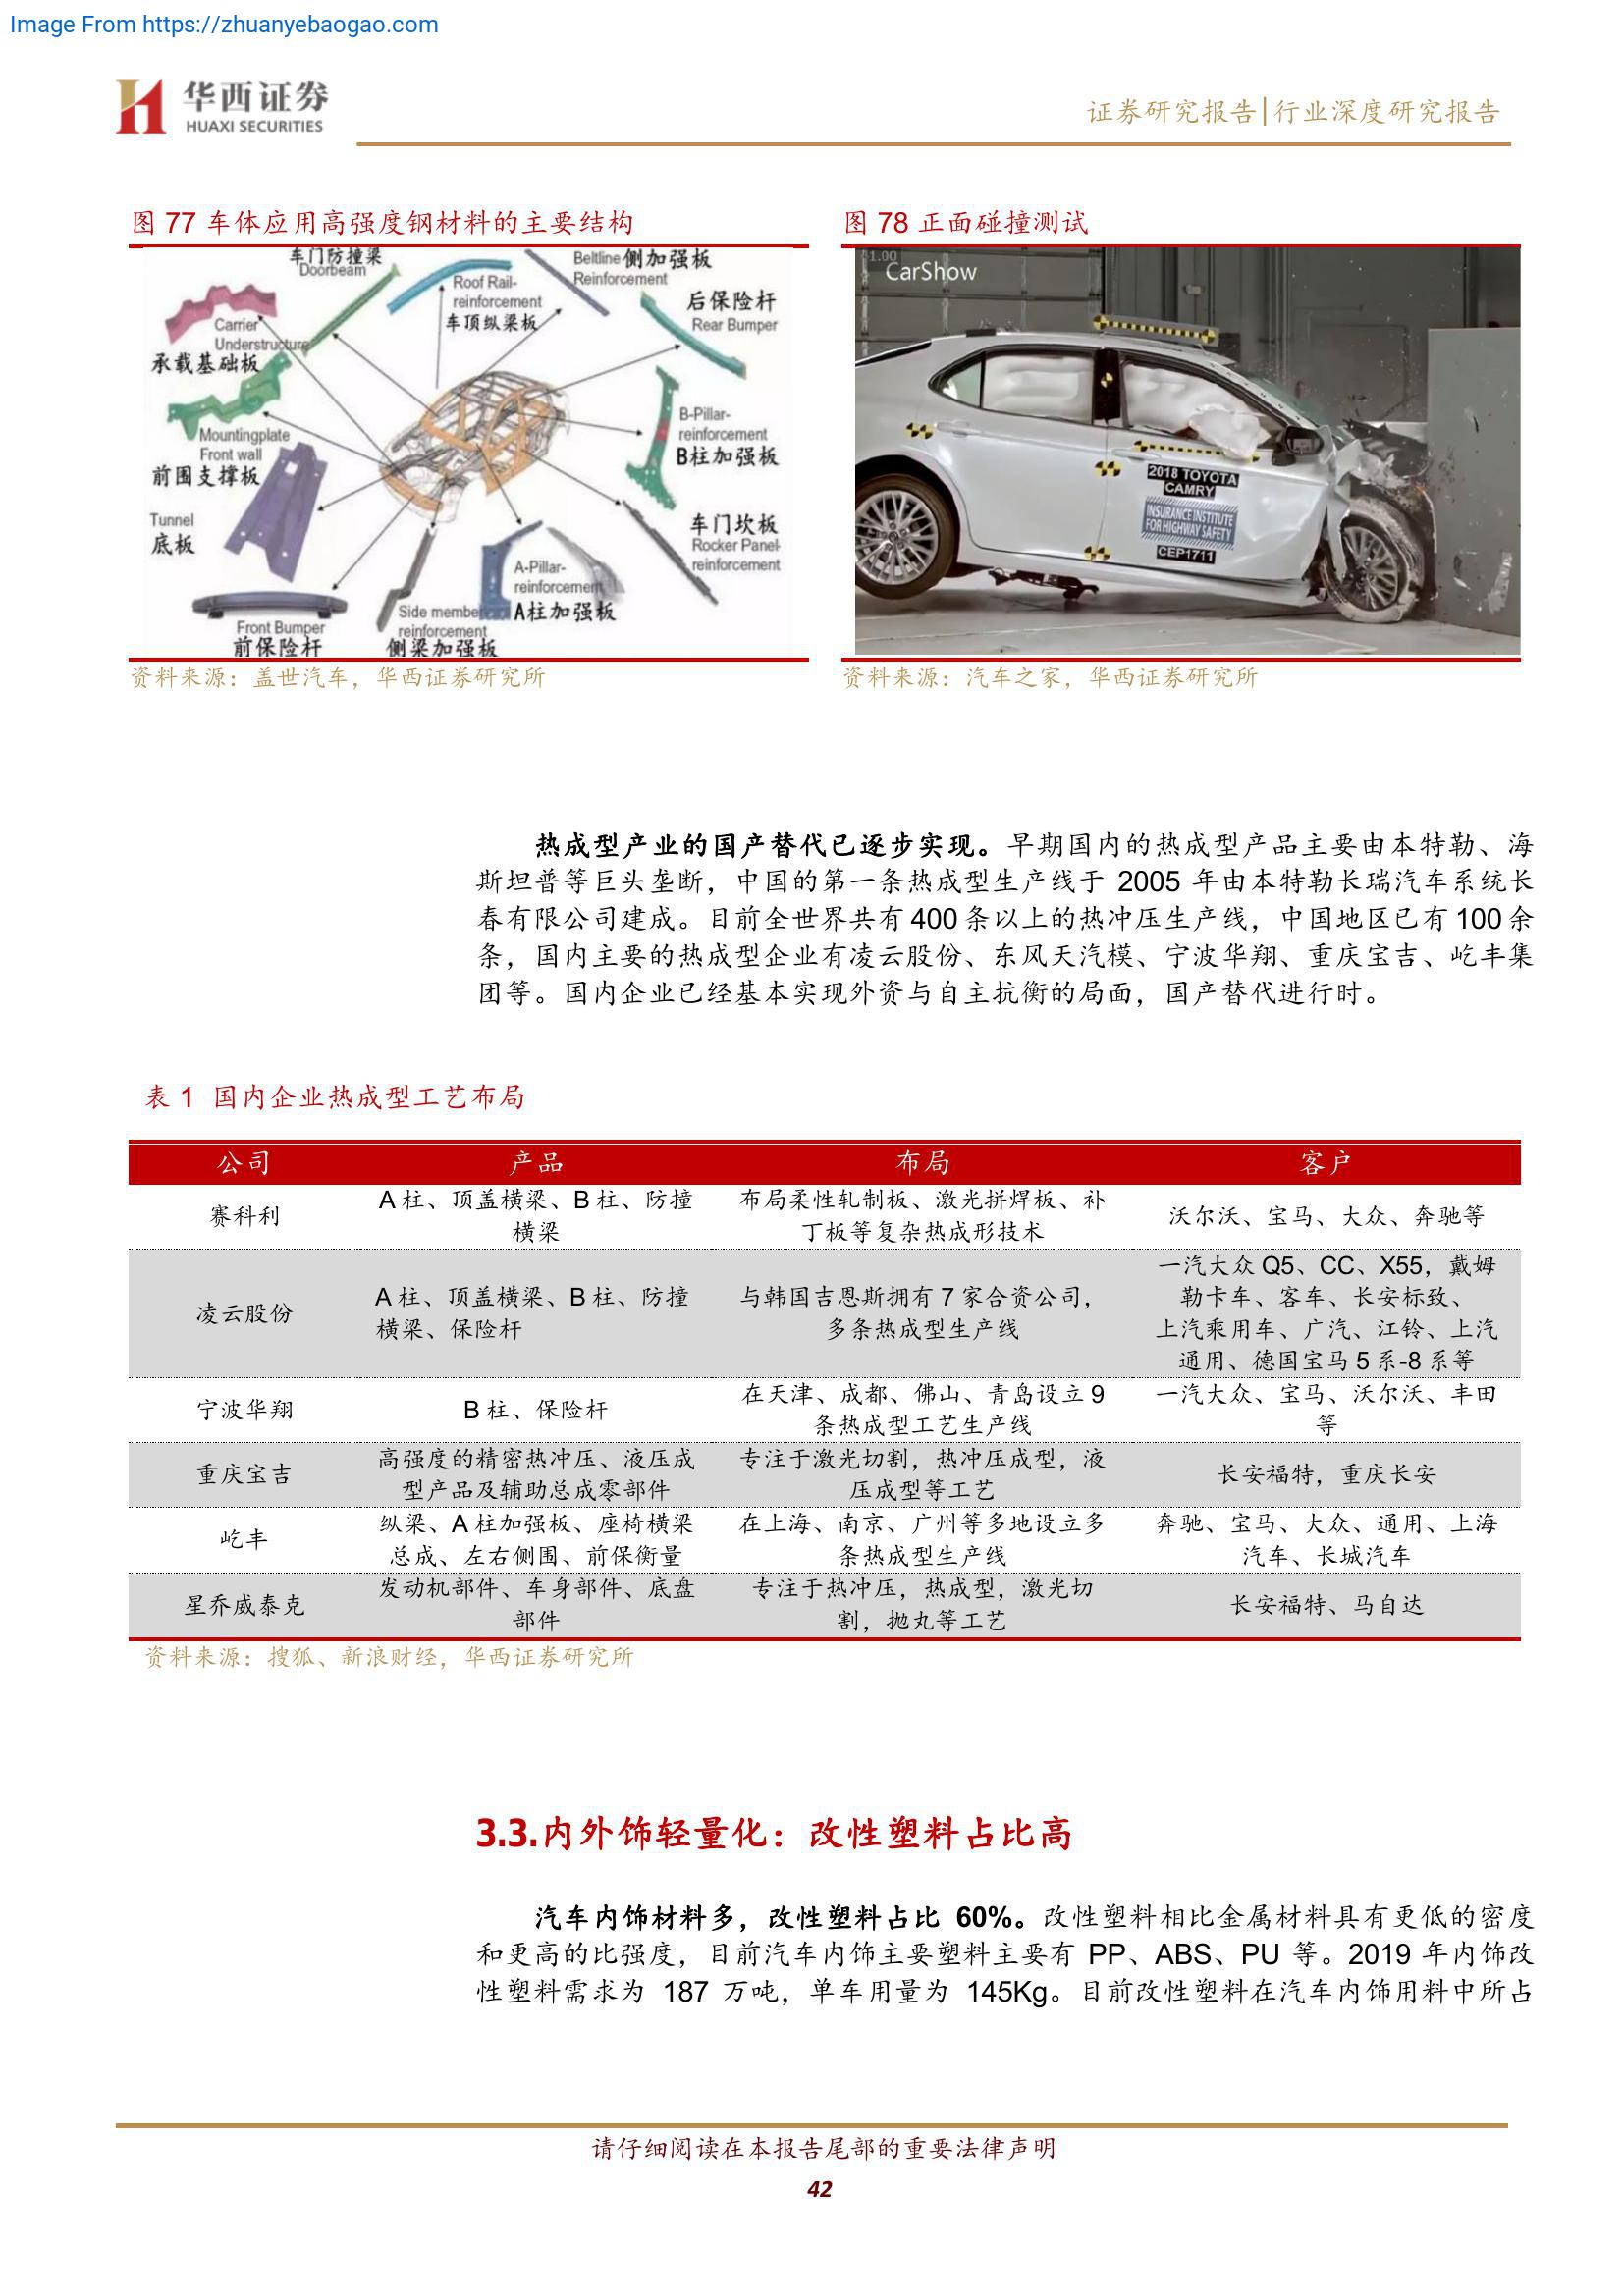 Image From https://zhuanyebaogao.com
华西证券
HUAXI SECURITIES
证券研究报告|行业深度研究报告
图 77 车体应用高强度钢材料的主要结构
车门防撞梁
Doorbeam
Carrier
Understructure
承载基础板
Mountingplate
Front wall
前围支撑板
Tunnel
底板
Front Bumper
前保险杆
Roof Rail-
reinforcement
车顶纵梁板
Beltline 侧加强板
Reinforcement
后保险杆
Rear Bumper
B-Pillar-
reinforcement
B柱加强板
车门坎板
Rocker Panel-
reinforcement
A-Pillar-
reinforcement
A柱加强板
Side member
reinforcement
侧梁加强板
资料来源：盖世汽车，华西证券研究所
图 78 正面碰撞测试
-1.00
CarShow
2018 TOYOTA
CAMRY
INSURANCE INSTITUTE
FOR HIGHWAY SAFETY
CEP1711
资料来源：汽车之家，华西证券研究所
热成型产业的国产替代已逐步实现。早期国内的热成型产品主要由本特勒、海
斯坦普等巨头垄断，中国的第一条热成型生产线于 2005 年由本特勒长瑞汽车系统长
春有限公司建成。目前全世界共有 400 条以上的热冲压生产线，中国地区已有 100 余
条，国内主要的热成型企业有凌云股份、东风天汽模、宁波华翔、重庆宝吉、屹丰集
团等。国内企业已经基本实现外资与自主抗衡的局面，国产替代进行时。
表 1 国内企业热成型工艺布局
公司 产品 布局 客户
赛科利
A 柱、顶盖横梁、B 柱、防撞
横梁
布局柔性轧制板、激光拼焊板、补
丁板等复杂热成形技术
沃尔沃、宝马、大众、奔驰等
凌云股份
A 柱、顶盖横梁、B 柱、防撞
横梁、保险杆
与韩国吉恩斯拥有 7 家合资公司，
多条热成型生产线
一汽大众 Q5、CC、X55，戴姆
勒卡车、客车、长安标致、
上汽乘用车、广汽、江铃、上汽
通用、德国宝马 5 系-8 系等
宁波华翔
B 柱、保险杆
在天津、成都、佛山、青岛设立 9
条热成型工艺生产线
一汽大众、宝马、沃尔沃、丰田
等
重庆宝吉
高强度的精密热冲压、液压成
型产品及辅助总成零部件
专注于激光切割，热冲压成型，液
压成型等工艺
长安福特，重庆长安
屹丰
纵梁、A 柱加强板、座椅横梁
总成、左右侧围、前保衡量
在上海、南京、广州等多地设立多
条热成型生产线
奔驰、宝马、大众、通用、上海
汽车、长城汽车
星乔威泰克
发动机部件、车身部件、底盘
部件
专注于热冲压，热成型，激光切
割，抛丸等工艺
长安福特、马自达
资料来源：搜狐、新浪财经，华西证券研究所
3.3.内外饰轻量化：改性塑料占比高
汽车内饰材料多，改性塑料占比 60%。改性塑料相比金属材料具有更低的密度
和更高的比强度，目前汽车内饰主要塑料主要有 PP、ABS、PU 等。2019 年内饰改
性塑料需求为 187 万吨，单车用量为 145Kg。目前改性塑料在汽车内饰用料中所占
请仔细阅读在本报告尾部的重要法律声明
42